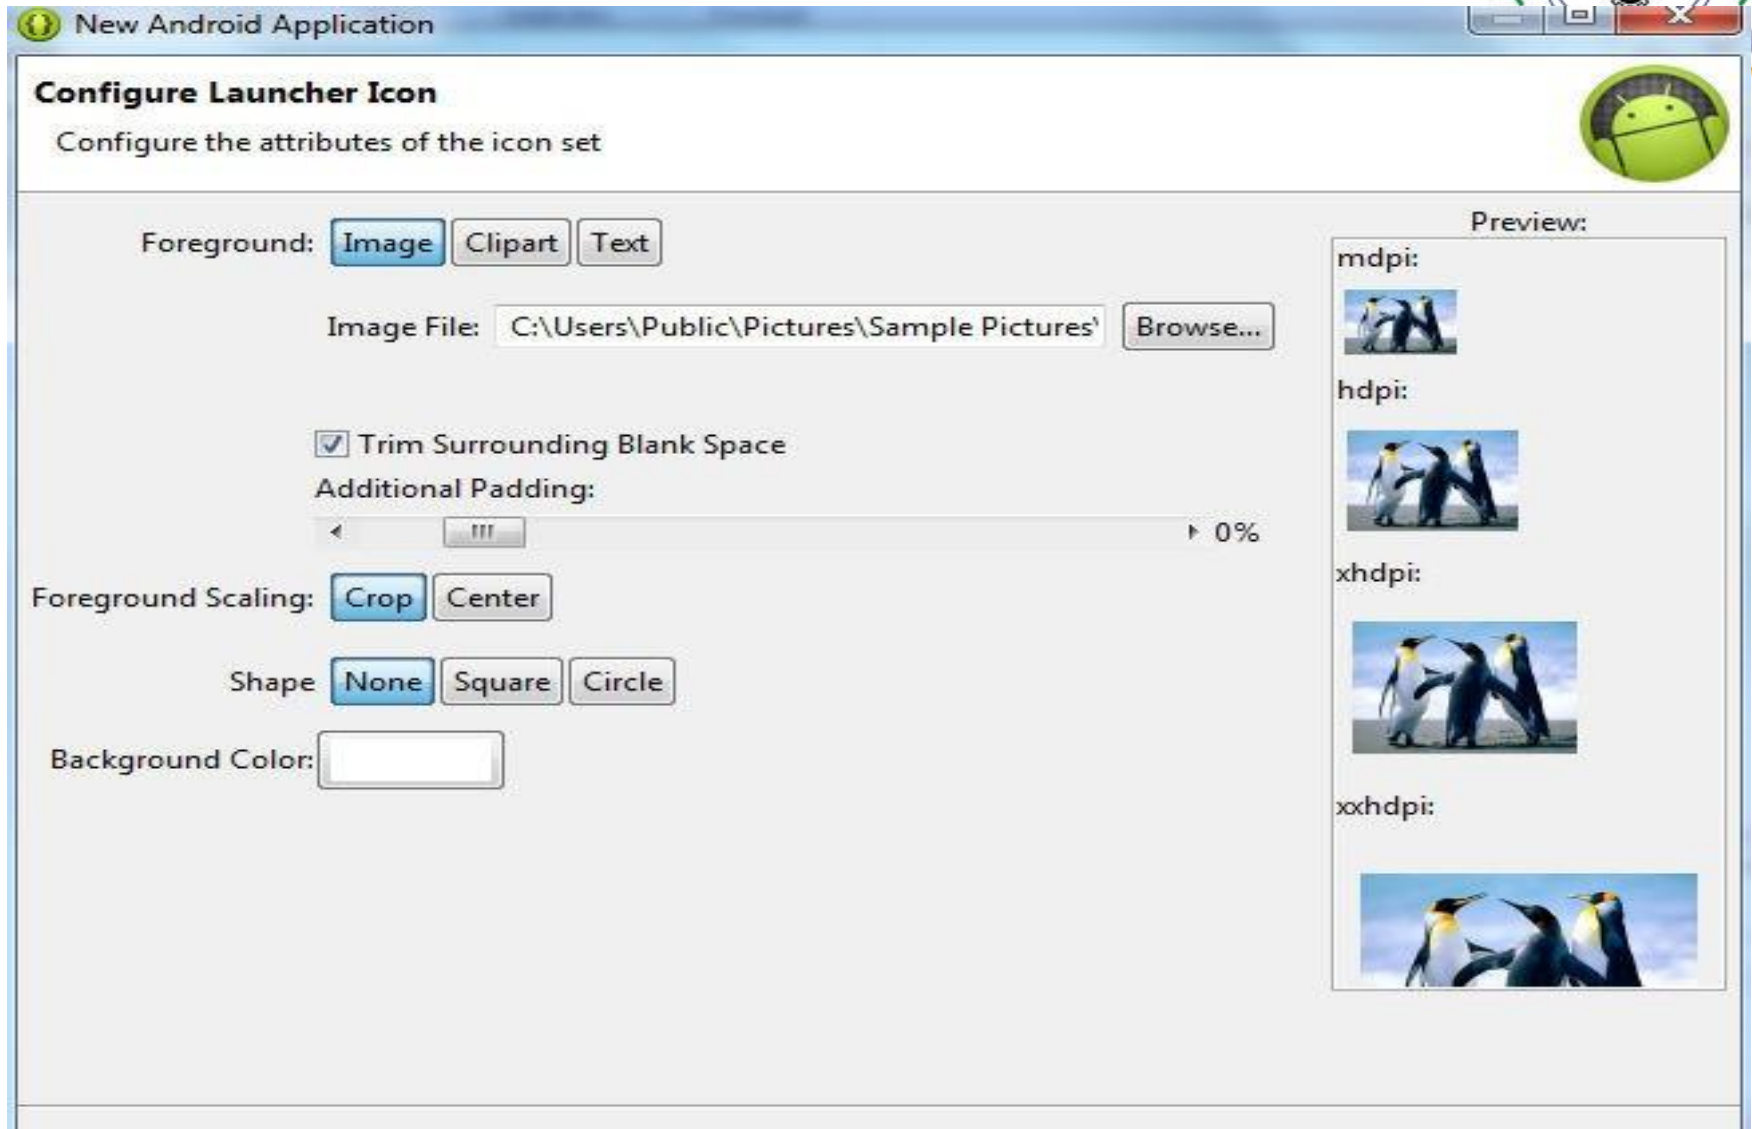 New Android Application
Configure Launcher Icon
Configure the attributes of the icon set
Foreground: Image Clipart Text
Image File: C:\Users\Public\Pictures\Sample Pictures\ Browse...
Trim Surrounding Blank Space
Additional Padding:
0%
Foreground Scaling: Crop Center
Shape None Square Circle
Background Color:
Preview:
mdpi:
hdpi:
xhdpi:
xxhdpi: